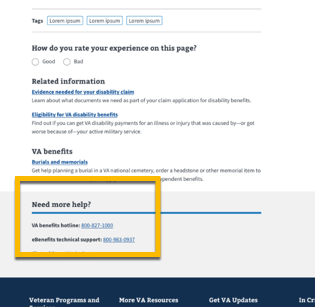 Tags Lorem ipsum Lorem ipsum Lorem ipsum
How do you rate your experience on this page?
Good Bad
Related information
Evidence needed for your disability claim
Learn about what documents we need as part of your claim application for disability benefits.
Eligibility for VA disability benefits
Find out if you can get VA disability payments for an illness or injury that was caused by—or got
worse because of—your active military service.
VA benefits
Burials and memorials
Get help planning a burial in a VA national cemetery, order a headstone or other memorial item to
pendent benefits.
Need more help?
VA benefits hotline: 800-827-1000
eBenefits technical support: 800-983-0937
Veteran Programs and More VA Resources Get VA Updates In Cr